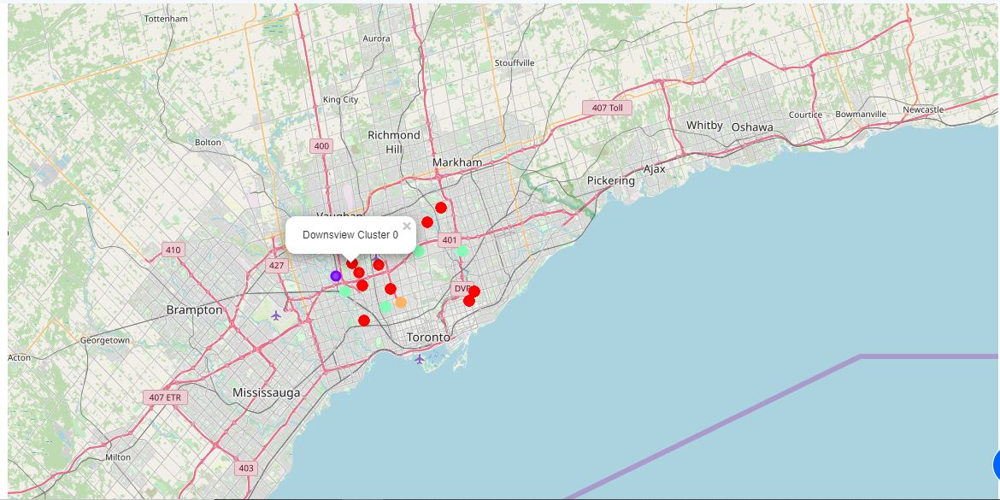 Tottenham
Aurora
Stouffville
King City
407 Toll
Newcastle
Courtice
Bowmanville
Whitby
Oshawa
Richmond
Hill
Bolton
400
Markham
Ajax
Pickering
Vaughan
×
Downsview Cluster 0
401
410
427
DVP
Brampton
Toronto
Georgetown
Acton
Mississauga
407 ETR
Milton
403